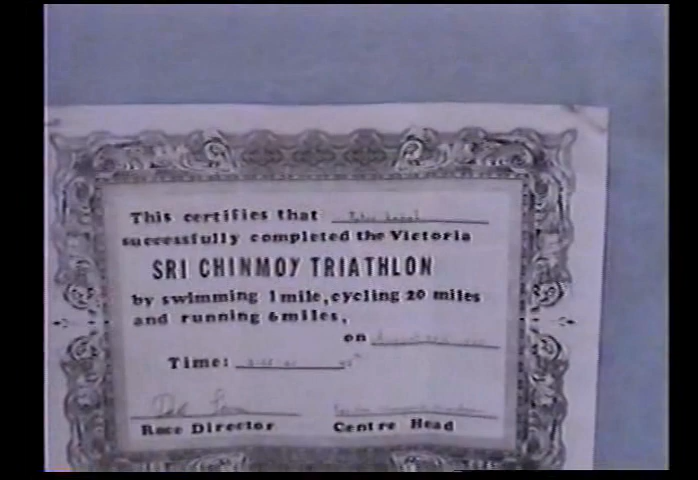 This certifies that
successfully completed the Victoria
SRI CHINMOY TRIATHLON
by swimming 1 mile, cycling 20 miles
and running 6 miles,
on
Time:
Race Director
Centre Head